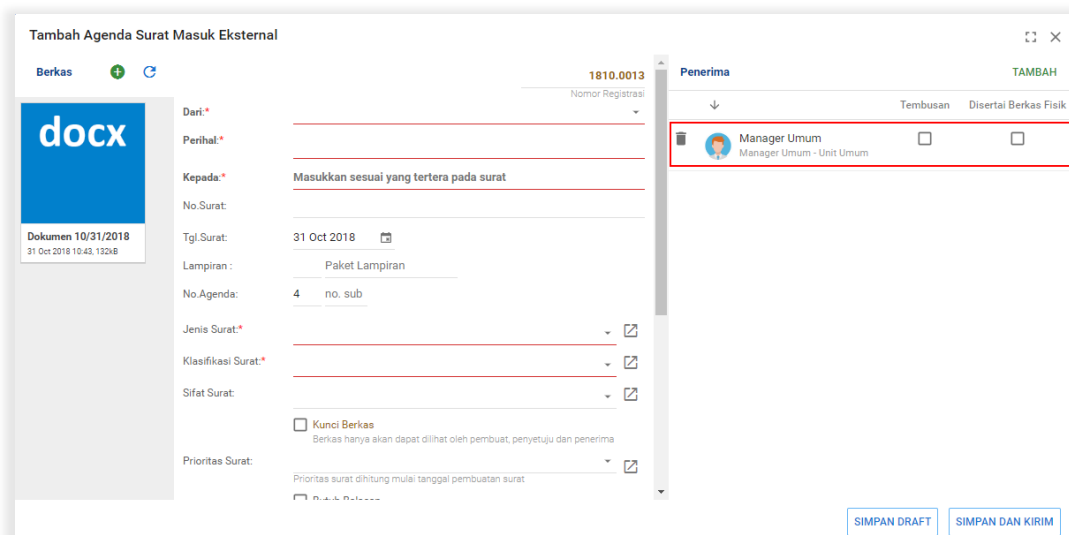 Tambah Agenda Surat Masuk Eksternal
Berkas
docx
Dokumen 10/31/2018
31 Oct 2018 10:43, 132kB
1810.0013
Nomor Registrasi
Dari:*
Perihal:*
Kepada:* Masukkan sesuai yang tertera pada surat
No.Surat:
Tgl.Surat: 31 Oct 2018
Lampiran : Paket Lampiran
No.Agenda: 4 no. sub
Jenis Surat:*
Klasifikasi Surat:*
Sifat Surat:
Kunci Berkas
Berkas hanya akan dapat dilihat oleh pembuat, penyetuju dan penerima
Prioritas Surat:
Prioritas surat dihitung mulai tanggal pembuatan surat
Butuh Balasan
Penerima TAMBAH
Tembusan Disertai Berkas Fisik
Manager Umum
Manager Umum - Unit Umum
SIMPAN DRAFT SIMPAN DAN KIRIM